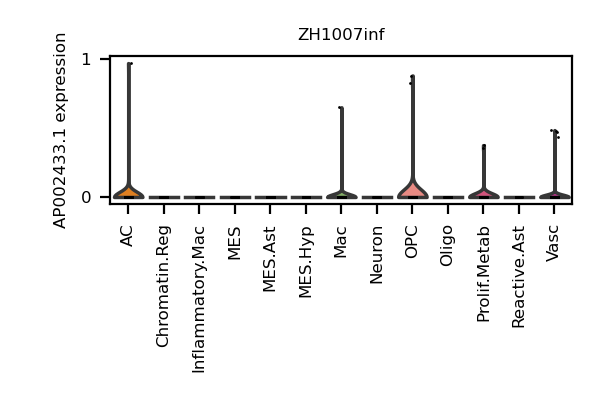 ZH1007inf
AP002433.1 expression
1
0
AC
Chromatin.Reg
Inflammatory.Mac
MES
MES.Ast
MES.Hyp
Mac
Neuron
OPC
Oligo
Prolif.Metab
Reactive.Ast
Vasc